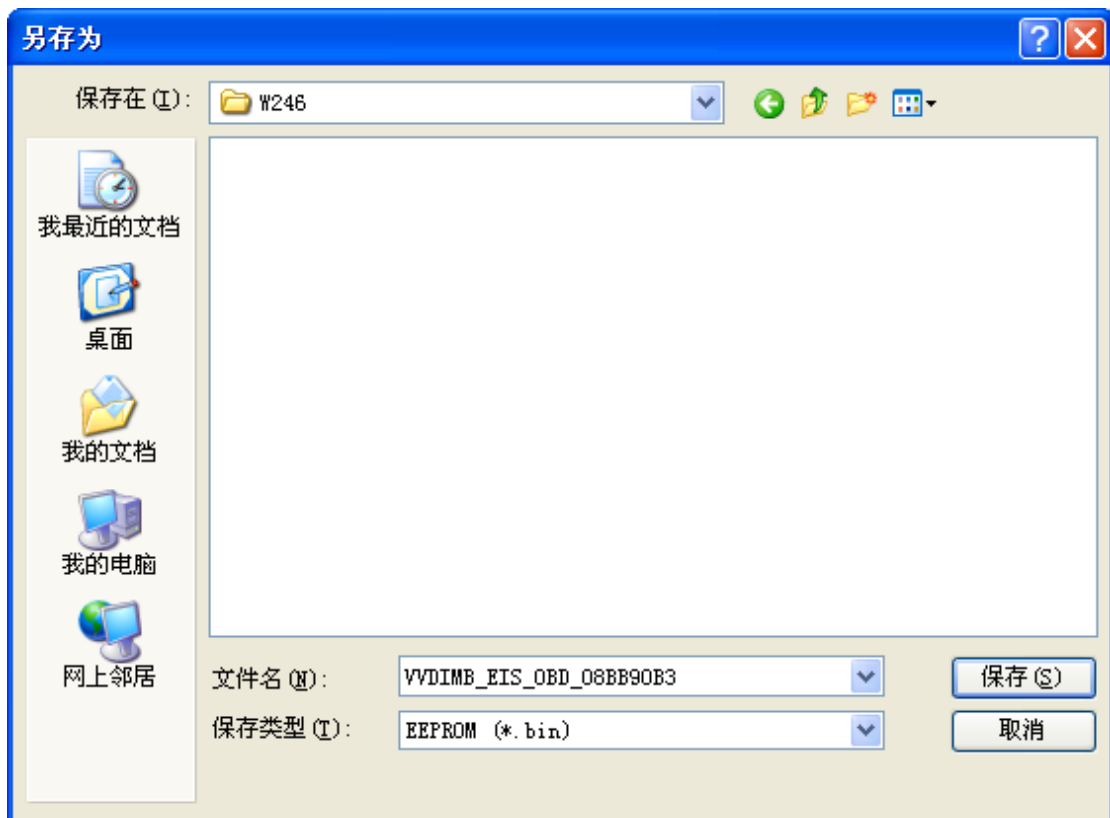 另存为
保存在(I):
W246
我最近的文档
桌面
我的文档
我的电脑
网上邻居
文件名(N):
VVDIMB_EIS_OBD_08BB90B3
保存(S)
保存类型(T):
EEPROM (*.bin)
取消